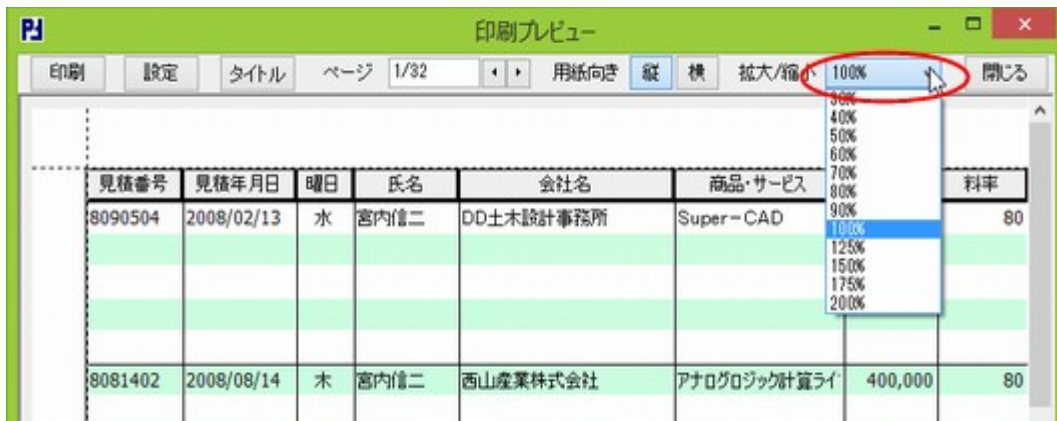 印刷プレビュー
印刷 設定 タイトル ページ 1/32 用紙向き 縦 横 拡大/縮小 100% 閉じる
30%
40%
50%
60%
70%
80%
90%
100%
125%
150%
175%
200%
見積番号 見積年月日 曜日 氏名 会社名 商品・サービス 料率
8090504 2008/02/13 水 宮内信二 DD土木設計事務所 Super-CAD 80
8081402 2008/08/14 木 宮内信二 西山産業株式会社 アナログロジック計算ライ 400,000 80